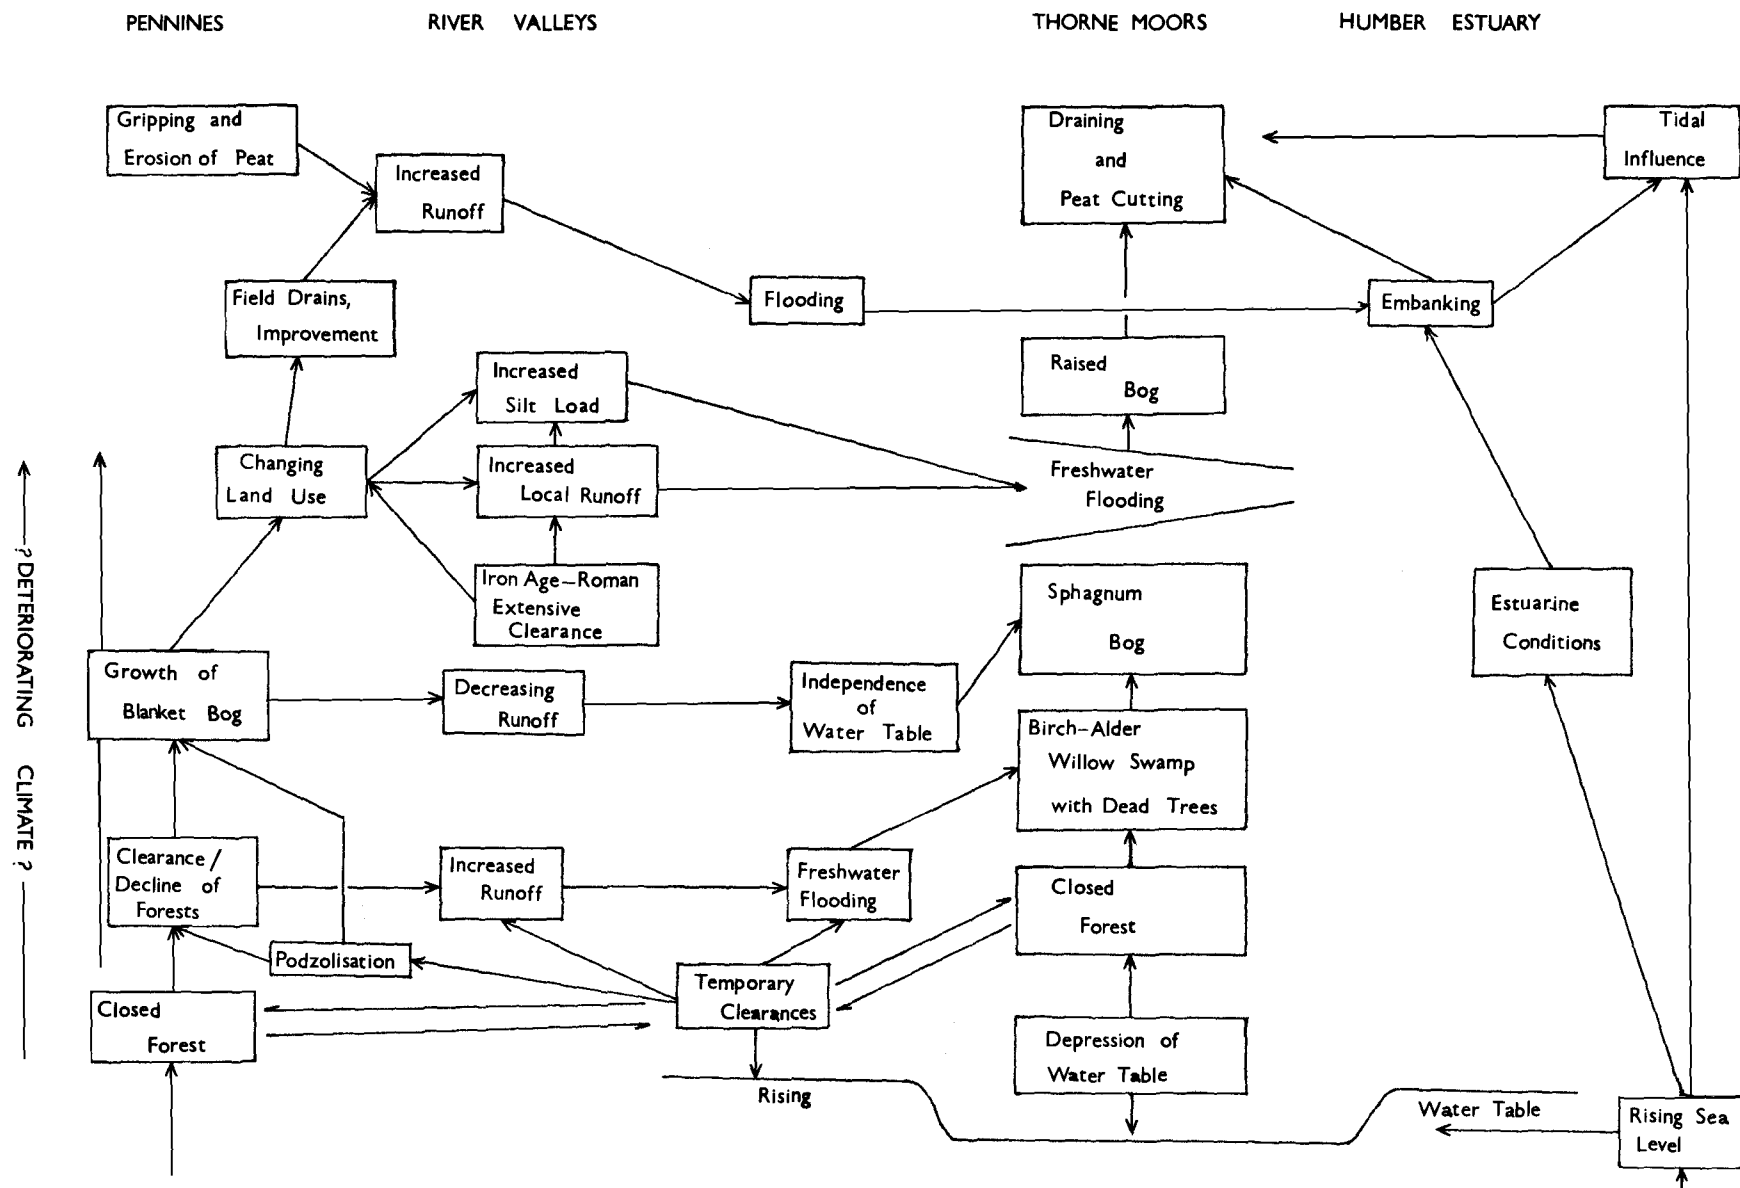 PENNINES
RIVER VALLEYS
THORNE MOORS
HUMBER ESTUARY
Gripping and
Erosion of Peat
Increased
Runoff
Draining
and
Peat Cutting
Tidal
Influence
Field Drains,
Improvement
Flooding
Embanking
Increased
Silt Load
Raised
Bog
Changing
Land Use
Increased
Local Runoff
Freshwater
Flooding
Iron Age–Roman
Extensive
Clearance
Sphagnum
Bog
Estuarine
Conditions
? DETERIORATING CLIMATE ?
Growth of
Blanket Bog
Decreasing
Runoff
Independence
of
Water Table
Birch–Alder
Willow Swamp
with Dead Trees
Clearance /
Decline of
Forests
Increased
Runoff
Freshwater
Flooding
Closed
Forest
Podzolisation
Temporary
Clearances
Closed
Forest
Depression of
Water Table
Rising
Water Table
Rising Sea
Level